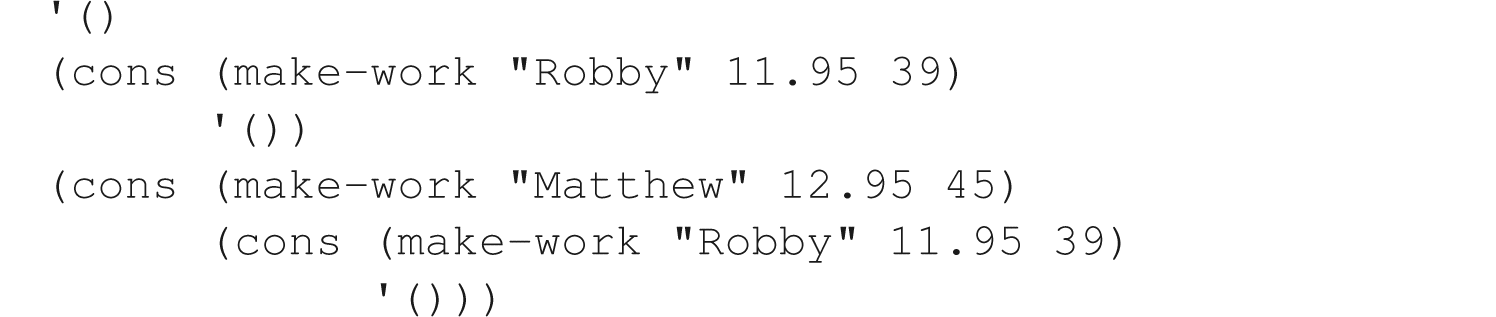 '()
(cons (make-work "Robby" 11.95 39)
      '())
(cons (make-work "Matthew" 12.95 45)
      (cons (make-work "Robby" 11.95 39)
            '()))